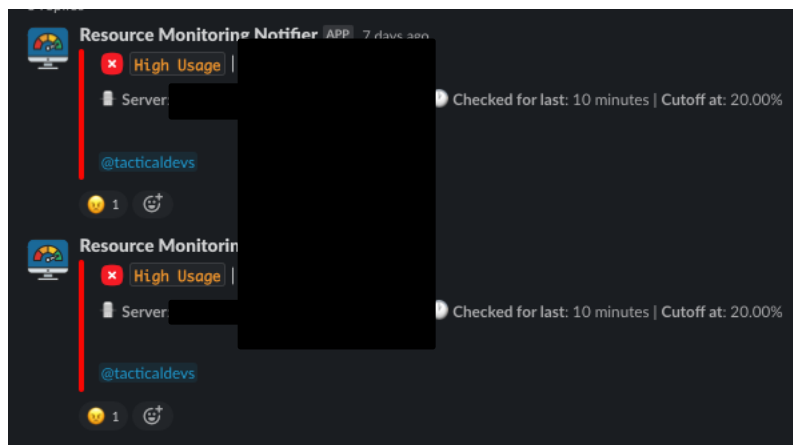 Resource Monitoring Notifier APP 7 days ago
High Usage |
Server: Checked for last: 10 minutes | Cutoff at: 20.00%
@tacticaldevs
1
Resource Monitorin
High Usage |
Server: Checked for last: 10 minutes | Cutoff at: 20.00%
@tacticaldevs
1